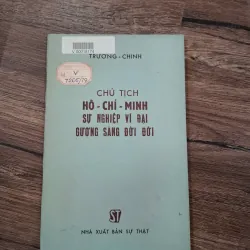 TRƯỜNG-CHINH
CHỦ TỊCH
HỒ-CHÍ-MINH
SỰ NGHIỆP VĨ ĐẠI
GƯƠNG SÁNG ĐỜI ĐỜI
ST
NHÀ XUẤT BẢN SỰ THẬT